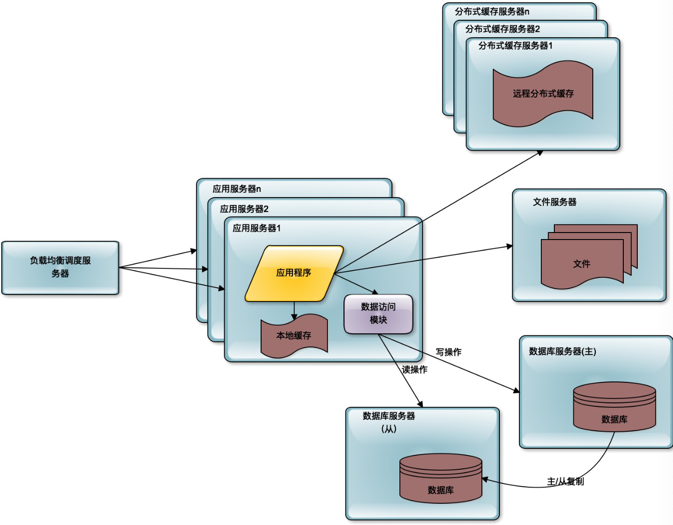 分布式缓存服务器n
分布式缓存服务器2
分布式缓存服务器1
远程分布式缓存
应用服务器n
应用服务器2
应用服务器1
文件服务器
负载均衡调度服
务器
应用程序
文件
数据访问
模块
本地缓存
写操作
数据库服务器(主)
读操作
数据库服务器
(从)
数据库
数据库
主/从复制